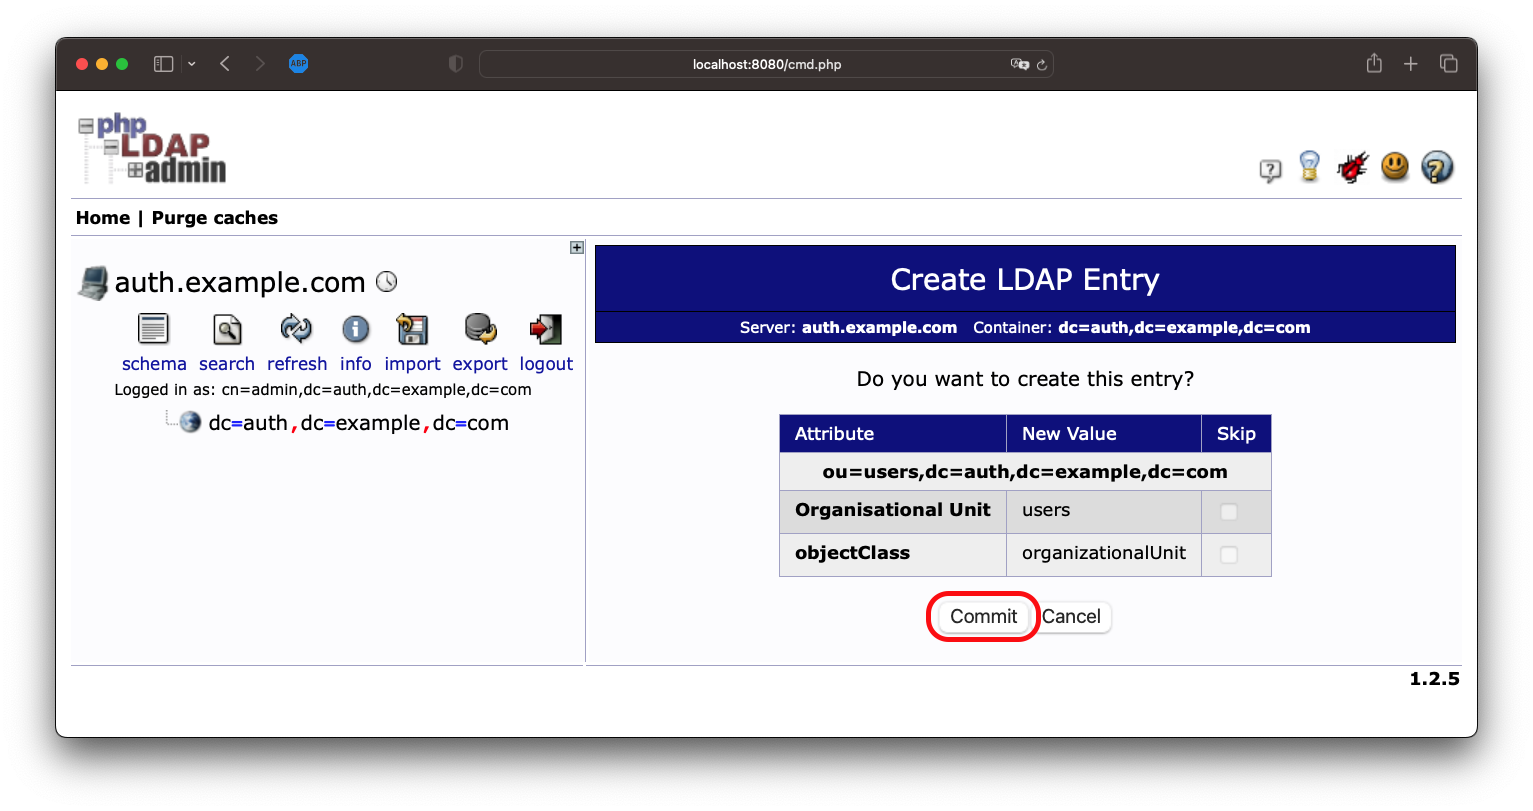 ABP
localhost:8080/cmd.php
php
LDAP
admin
Home | Purge caches
auth.example.com
schema search refresh info import export logout
Logged in as: cn=admin,dc=auth,dc=example,dc=com
dc=auth,dc=example,dc=com
Create LDAP Entry
Server: auth.example.com Container: dc=auth,dc=example,dc=com
Do you want to create this entry?
Attribute New Value Skip
ou=users,dc=auth,dc=example,dc=com
Organisational Unit users
objectClass organizationalUnit
Commit Cancel
1.2.5